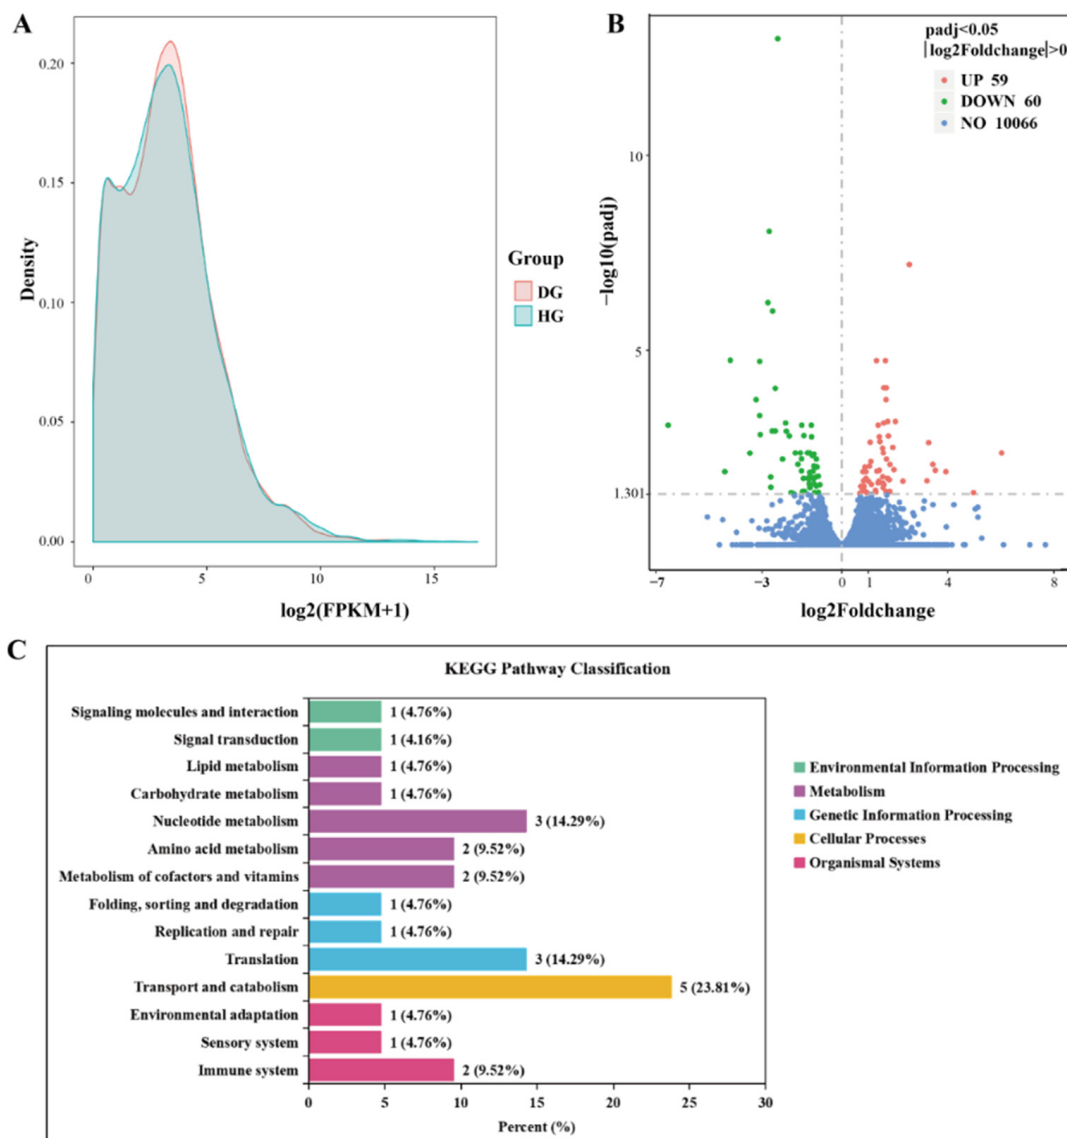 A
0.20
0.15
0.10
0.05
0.00
Density
0
5
10
15
log2(FPKM+1)
Group
DG
HG
B
padj<0.05
|log2Foldchange|>0
UP 59
DOWN 60
NO 10066
10
5
1.301
−log10(padj)
−7
−3
0
1
4
8
log2Foldchange
C
KEGG Pathway Classification
Signaling molecules and interaction 1 (4.76%)
Signal transduction 1 (4.16%)
Lipid metabolism 1 (4.76%)
Carbohydrate metabolism 1 (4.76%)
Nucleotide metabolism 3 (14.29%)
Amino acid metabolism 2 (9.52%)
Metabolism of cofactors and vitamins 2 (9.52%)
Folding, sorting and degradation 1 (4.76%)
Replication and repair 1 (4.76%)
Translation 3 (14.29%)
Transport and catabolism 5 (23.81%)
Environmental adaptation 1 (4.76%)
Sensory system 1 (4.76%)
Immune system 2 (9.52%)
0
5
10
15
20
25
30
Percent (%)
Environmental Information Processing
Metabolism
Genetic Information Processing
Cellular Processes
Organismal Systems